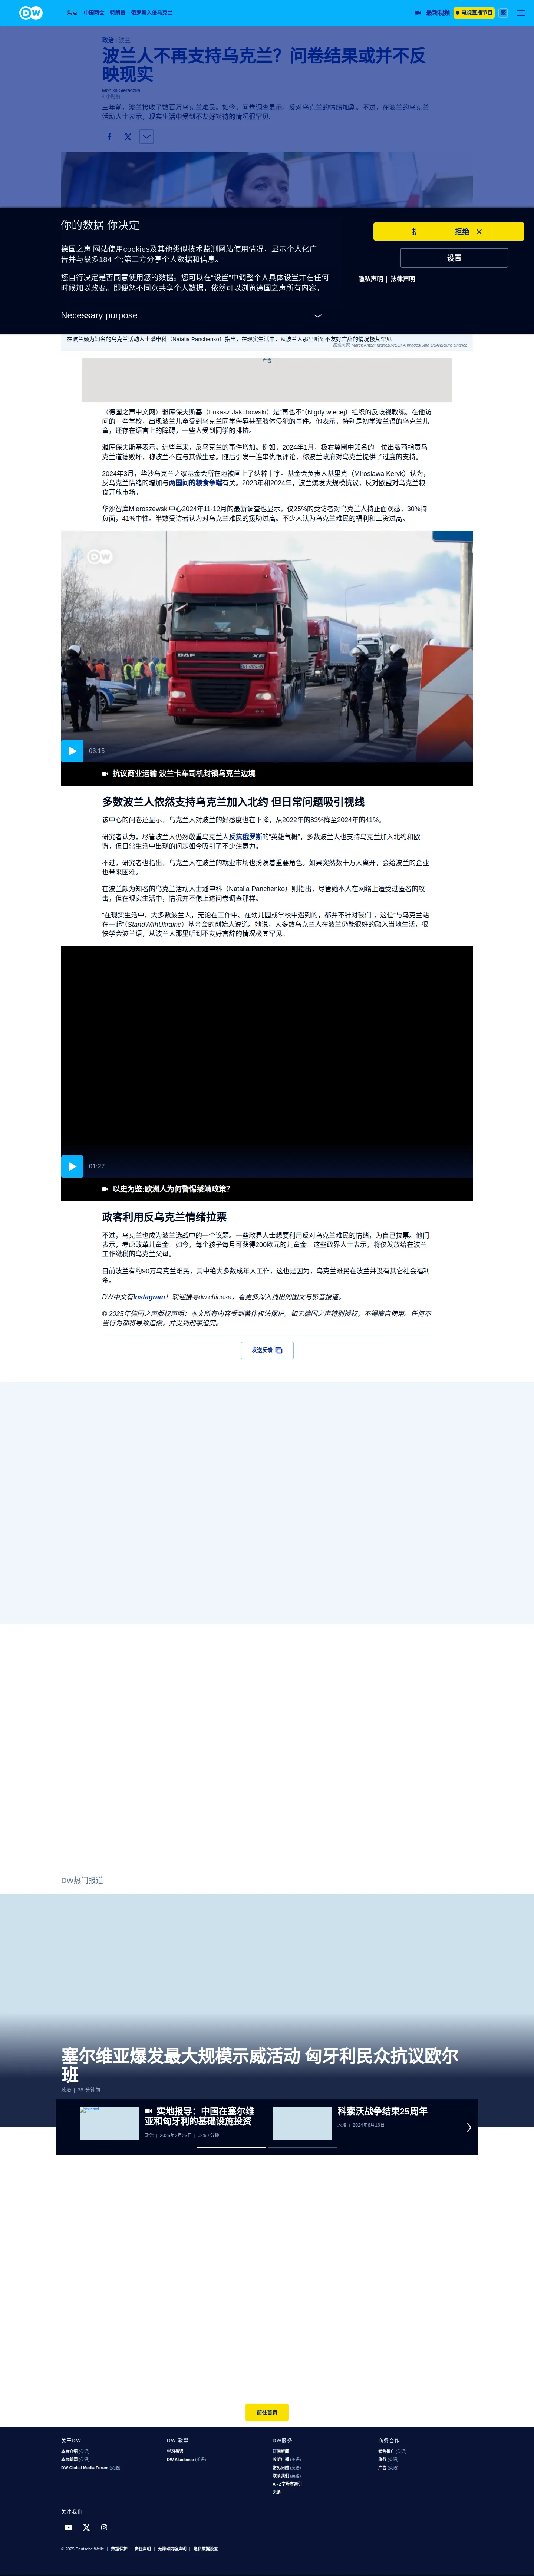 DW
焦点
中国两会
特朗普
俄罗斯入侵乌克兰
最新视频
电视直播节目
政治 | 波兰
波兰人不再支持乌克兰？问卷结果或并不反
映现实
Monika Sieradzka
4 小时前
三年前，波兰接收了数百万乌克兰难民。如今，问卷调查显示，反对乌克兰的情绪加剧。不过，在波兰的乌克兰
活动人士表示，现实生活中受到不友好对待的情况很罕见。
你的数据 你决定
拒绝
德国之声'网站使用cookies及其他类似技术监测网站使用情况，显示个人化广
告并与最多184 个;第三方分享个人数据和信息。
设置
您自行决定是否同意使用您的数据。您可以在"设置"中调整个人具体设置并在任何
时候加以改变。即便您不同意共享个人数据，依然可以浏览德国之声所有内容。
隐私声明 | 法律声明
Necessary purpose
在波兰颇为知名的乌克兰活动人士潘申科（Natalia Panchenko）指出，在现实生活中，从波兰人那里听到不友好言辞的情况极其罕见
图像来源: Marek Antoni Iwanczuk/SOPA Images/Sipa USA/picture alliance
广告
（德国之声中文网）雅库保夫斯基（Lukasz Jakubowski）是"再也不"（Nigdy wiecej）组织的反歧视教练。在他访
问的一些学校，出现波兰儿童受到乌克兰同学侮辱甚至肢体侵犯的事件。他表示，特别是初学波兰语的乌克兰儿
童，还存在语言上的障碍，一些人受到同学的排挤。
雅库保夫斯基表示，近些年来，反乌克兰的事件增加。例如，2024年1月，极右翼圈中知名的一位出版商指责乌
克兰道德败坏，称波兰不应与其做生意。随后引发一连串仇恨评论，称波兰政府对乌克兰提供了过度的支持。
2024年3月，华沙乌克兰之家基金会所在地被画上了纳粹十字。基金会负责人基里克（Miroslawa Keryk）认为，
反乌克兰情绪的增加与两国间的粮食争端有关。2023年和2024年，波兰爆发大规模抗议，反对欧盟对乌克兰粮
食开放市场。
华沙智库Mieroszewski中心2024年11-12月的最新调查也显示，仅25%的受访者对乌克兰人持正面观感，30%持
负面，41%中性。半数受访者认为对乌克兰难民的援助过高。不少人认为乌克兰难民的福利和工资过高。
DW
DAF
XF
03:15
抗议商业运输 波兰卡车司机封锁乌克兰边境
多数波兰人依然支持乌克兰加入北约 但日常问题吸引视线
该中心的问卷还显示，乌克兰人对波兰的好感度也在下降，从2022年的83%降至2024年的41%。
研究者认为，尽管波兰人仍然敬重乌克兰人反抗俄罗斯的"英雄气概"，多数波兰人也支持乌克兰加入北约和欧
盟，但日常生活中出现的问题如今吸引了不少注意力。
不过，研究者也指出，乌克兰人在波兰的就业市场也扮演着重要角色。如果突然数十万人离开，会给波兰的企业
也带来困难。
在波兰颇为知名的乌克兰活动人士潘申科（Natalia Panchenko）则指出，尽管她本人在网络上遭受过匿名的攻
击，但在现实生活中，情况并不像上述问卷调查那样。
"在现实生活中，大多数波兰人，无论在工作中、在幼儿园或学校中遇到的，都并不针对我们"，这位"与乌克兰站
在一起"（StandWithUkraine）基金会的创始人说道。她说，大多数乌克兰人在波兰仍能很好的融入当地生活，很
快学会波兰语，从波兰人那里听到不友好言辞的情况极其罕见。
01:27
以史为鉴:欧洲人为何警惕绥靖政策?
政客利用反乌克兰情绪拉票
不过，乌克兰也成为波兰选战中的一个议题。一些政界人士想要利用反对乌克兰难民的情绪，为自己拉票。他们
表示，考虑改革儿童金。如今，每个孩子每月可获得200欧元的儿童金。这些政界人士表示，将仅发放给在波兰
工作缴税的乌克兰父母。
目前波兰有约90万乌克兰难民，其中绝大多数成年人工作，这也是因为，乌克兰难民在波兰并没有其它社会福利
金。
DW中文有Instagram！欢迎搜寻dw.chinese，看更多深入浅出的图文与影音报道。
© 2025年德国之声版权声明：本文所有内容受到著作权法保护，如无德国之声特别授权，不得擅自使用。任何不
当行为都将导致追偿，并受到刑事追究。
发送反馈
DW热门报道
塞尔维亚爆发最大规模示威活动 匈牙利民众抗议欧尔
班
政治 | 39 分钟前
实地报导：中国在塞尔维
亚和匈牙利的基础设施投资
政治 | 2025年2月23日 | 02:59 分钟
科索沃战争结束25周年
政治 | 2024年6月16日
前往首页
关于DW
DW 教學
DW服务
商务合作
本台介绍 (英语)
本台新闻 (英语)
DW Global Media Forum (英语)
学习德语
DW Akademie (英语)
订阅新闻
收听广播 (英语)
常见问题 (英语)
联系我们 (英语)
A - Z字母序索引
头条
销售推广 (英语)
旅行 (英语)
广告 (英语)
关注我们
© 2025 Deutsche Welle | 数据保护 | 责任声明 | 无障碍内容声明 | 隐私数据设置